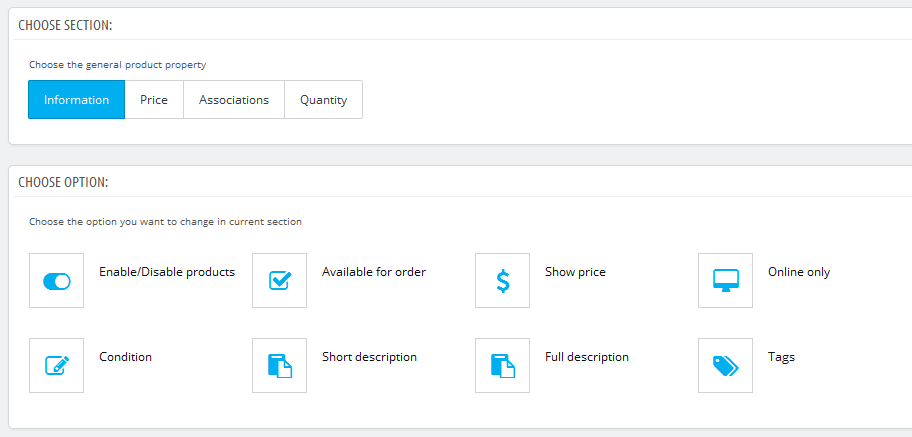 CHOOSE SECTION:
Choose the general product property
Information Price Associations Quantity
CHOOSE OPTION:
Choose the option you want to change in current section
Enable/Disable products Available for order Show price Online only
Condition Short description Full description Tags